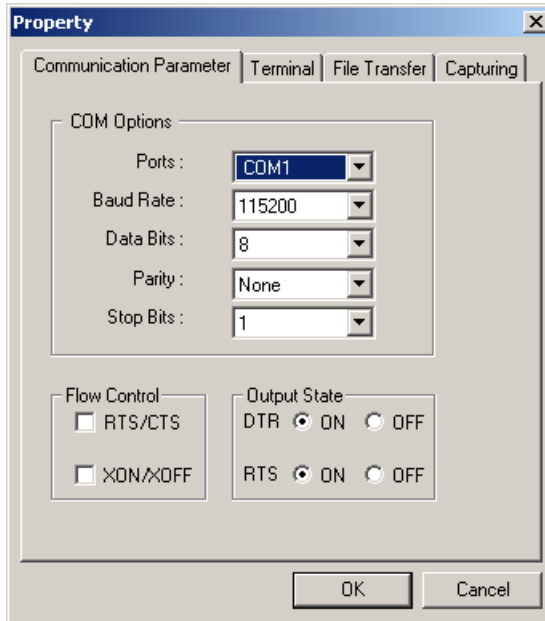 Property
Communication Parameter Terminal File Transfer Capturing
COM Options
Ports : COM1
Baud Rate : 115200
Data Bits : 8
Parity : None
Stop Bits : 1
Flow Control Output State
RTS/CTS DTR ON OFF
XON/XOFF RTS ON OFF
OK Cancel